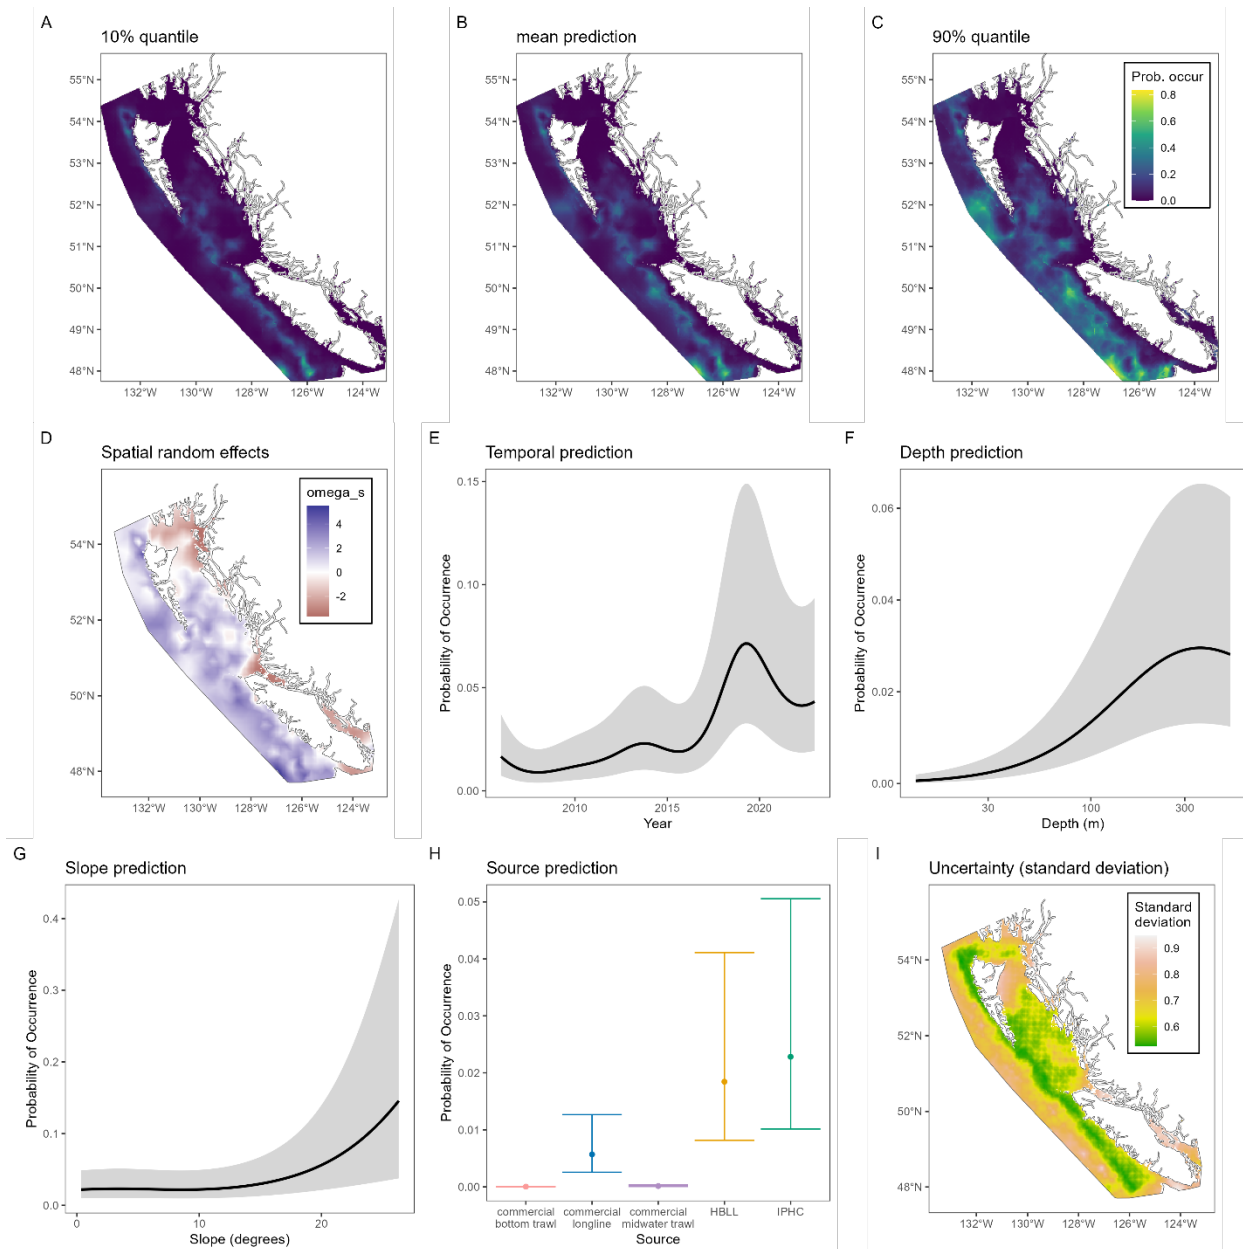 A
10% quantile
55°N
54°N
53°N
52°N
51°N
50°N
49°N
48°N
132°W 130°W 128°W 126°W 124°W
B
mean prediction
55°N
54°N
53°N
52°N
51°N
50°N
49°N
48°N
132°W 130°W 128°W 126°W 124°W
C
90% quantile
Prob. occur
0.8
0.6
0.4
0.2
0.0
55°N
54°N
53°N
52°N
51°N
50°N
49°N
48°N
132°W 130°W 128°W 126°W 124°W
D
Spatial random effects
omega_s
4
2
0
-2
54°N
52°N
50°N
48°N
132°W 130°W 128°W 126°W 124°W
E
Temporal prediction
Probability of Occurrence
0.15
0.10
0.05
0.00
2010 2015 2020
Year
F
Depth prediction
Probability of Occurrence
0.06
0.04
0.02
0.00
30 100 300
Depth (m)
G
Slope prediction
Probability of Occurrence
0.4
0.3
0.2
0.1
0.0
0 10 20
Slope (degrees)
H
Source prediction
Probability of Occurrence
0.05
0.04
0.03
0.02
0.01
0.00
commercial bottom trawl
commercial longline
commercial midwater trawl
HBLL
IPHC
Source
I
Uncertainty (standard deviation)
Standard
deviation
0.9
0.8
0.7
0.6
54°N
52°N
50°N
48°N
132°W 130°W 128°W 126°W 124°W